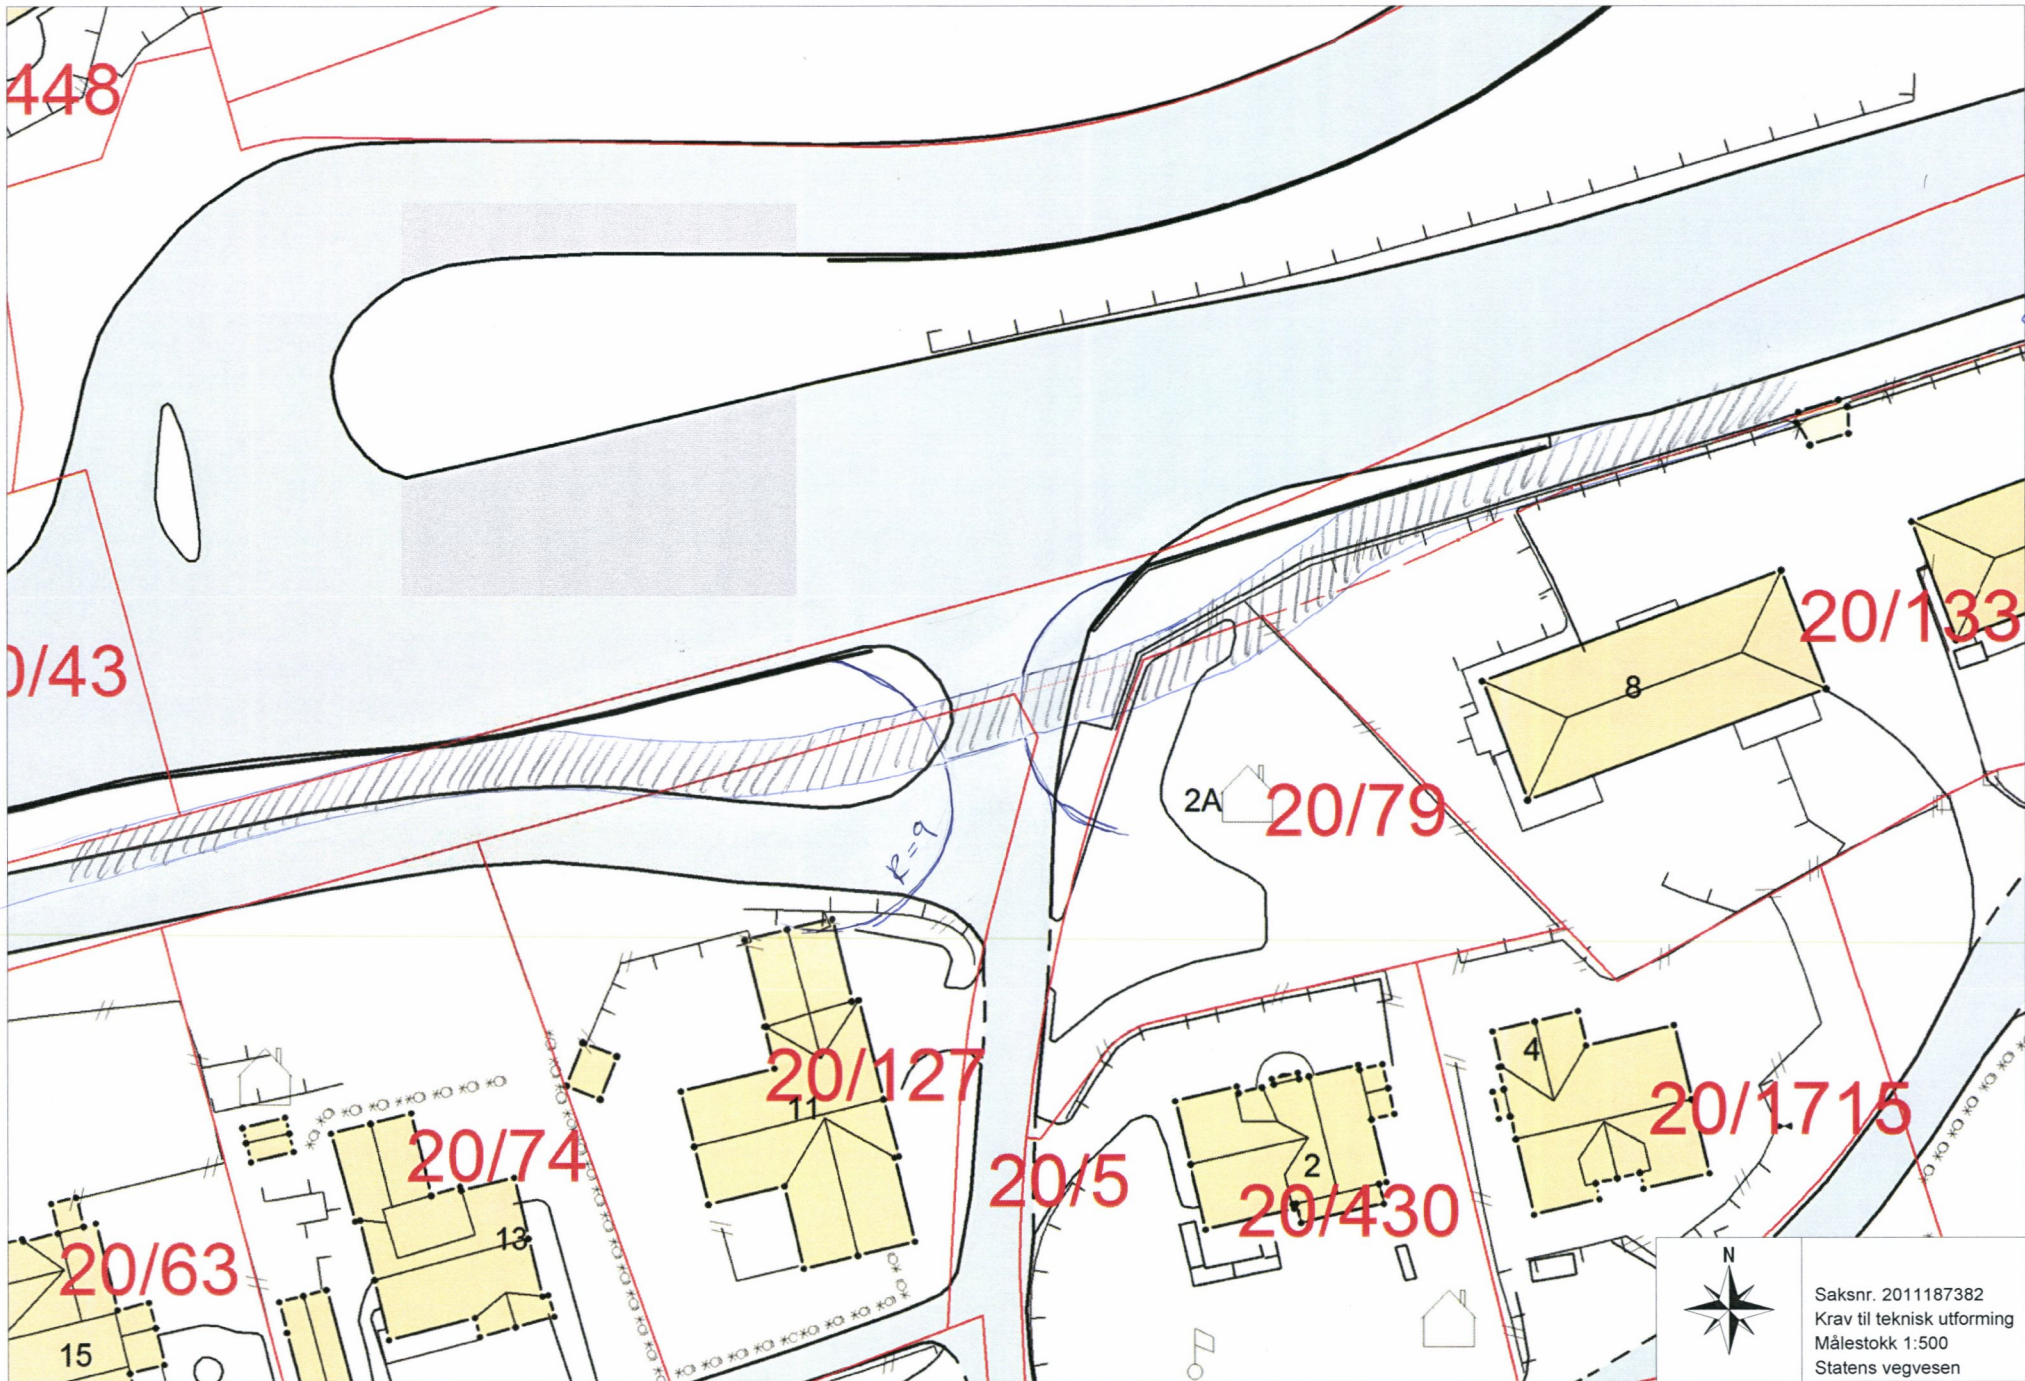 448
20/133
8
0/43
2A
20/79
R=9
4
20/127
11
20/1715
20/74
20/5
2
20/430
13
20/63
15
N
Saksnr. 2011187382
Krav til teknisk utforming
Målestokk 1:500
Statens vegvesen